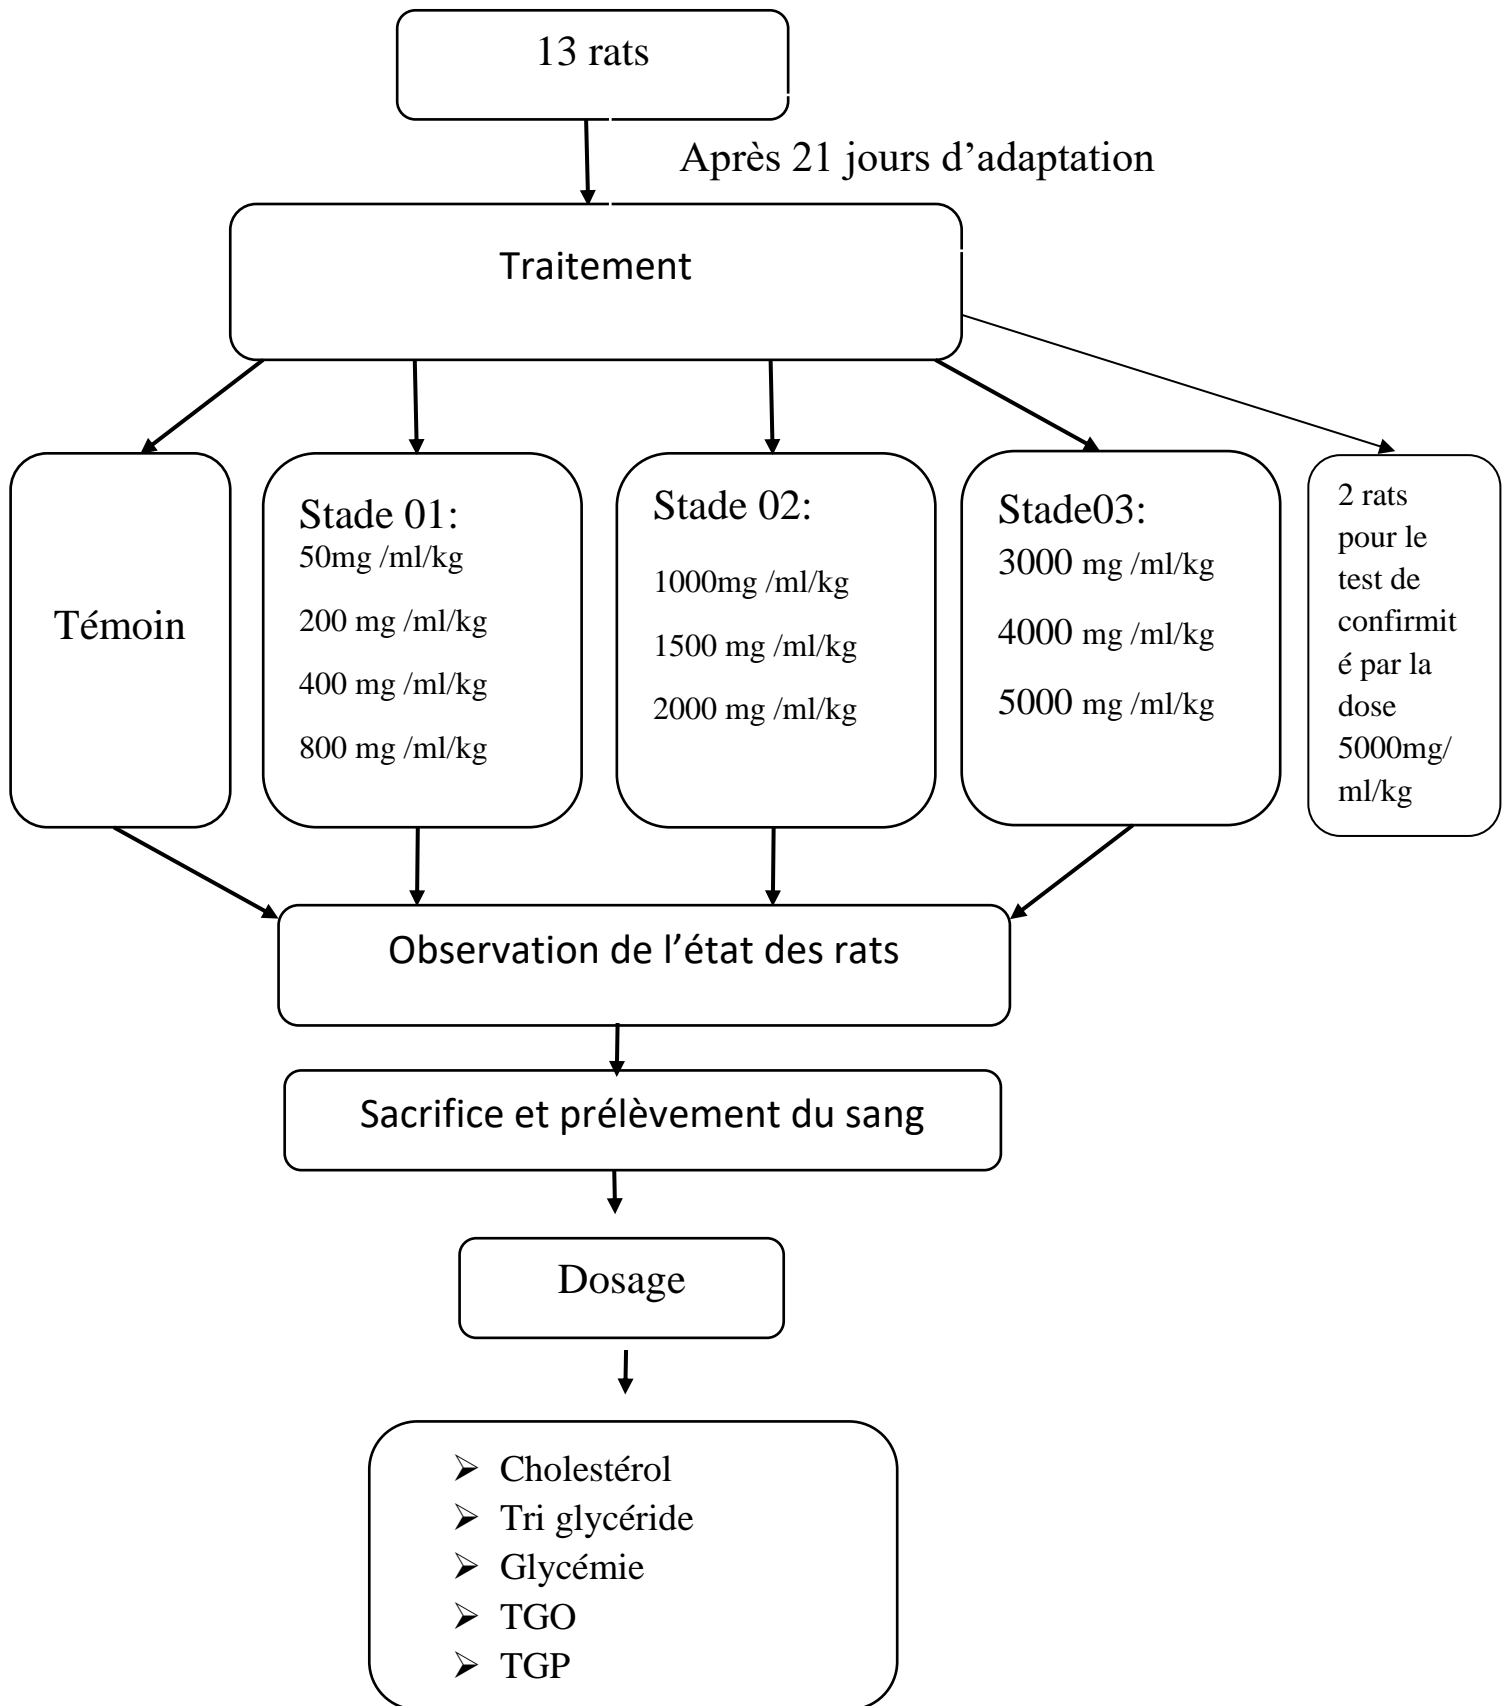 13 rats
Après 21 jours d’adaptation
Traitement
Témoin
Stade 01:
50mg /ml/kg
200 mg /ml/kg
400 mg /ml/kg
800 mg /ml/kg
Stade 02:
1000mg /ml/kg
1500 mg /ml/kg
2000 mg /ml/kg
Stade03:
3000 mg /ml/kg
4000 mg /ml/kg
5000 mg /ml/kg
2 rats
pour le
test de
confirmit
é par la
dose
5000mg/
ml/kg
Observation de l’état des rats
Sacrifice et prélèvement du sang
Dosage
➢ Cholestérol
➢ Tri glycéride
➢ Glycémie
➢ TGO
➢ TGP